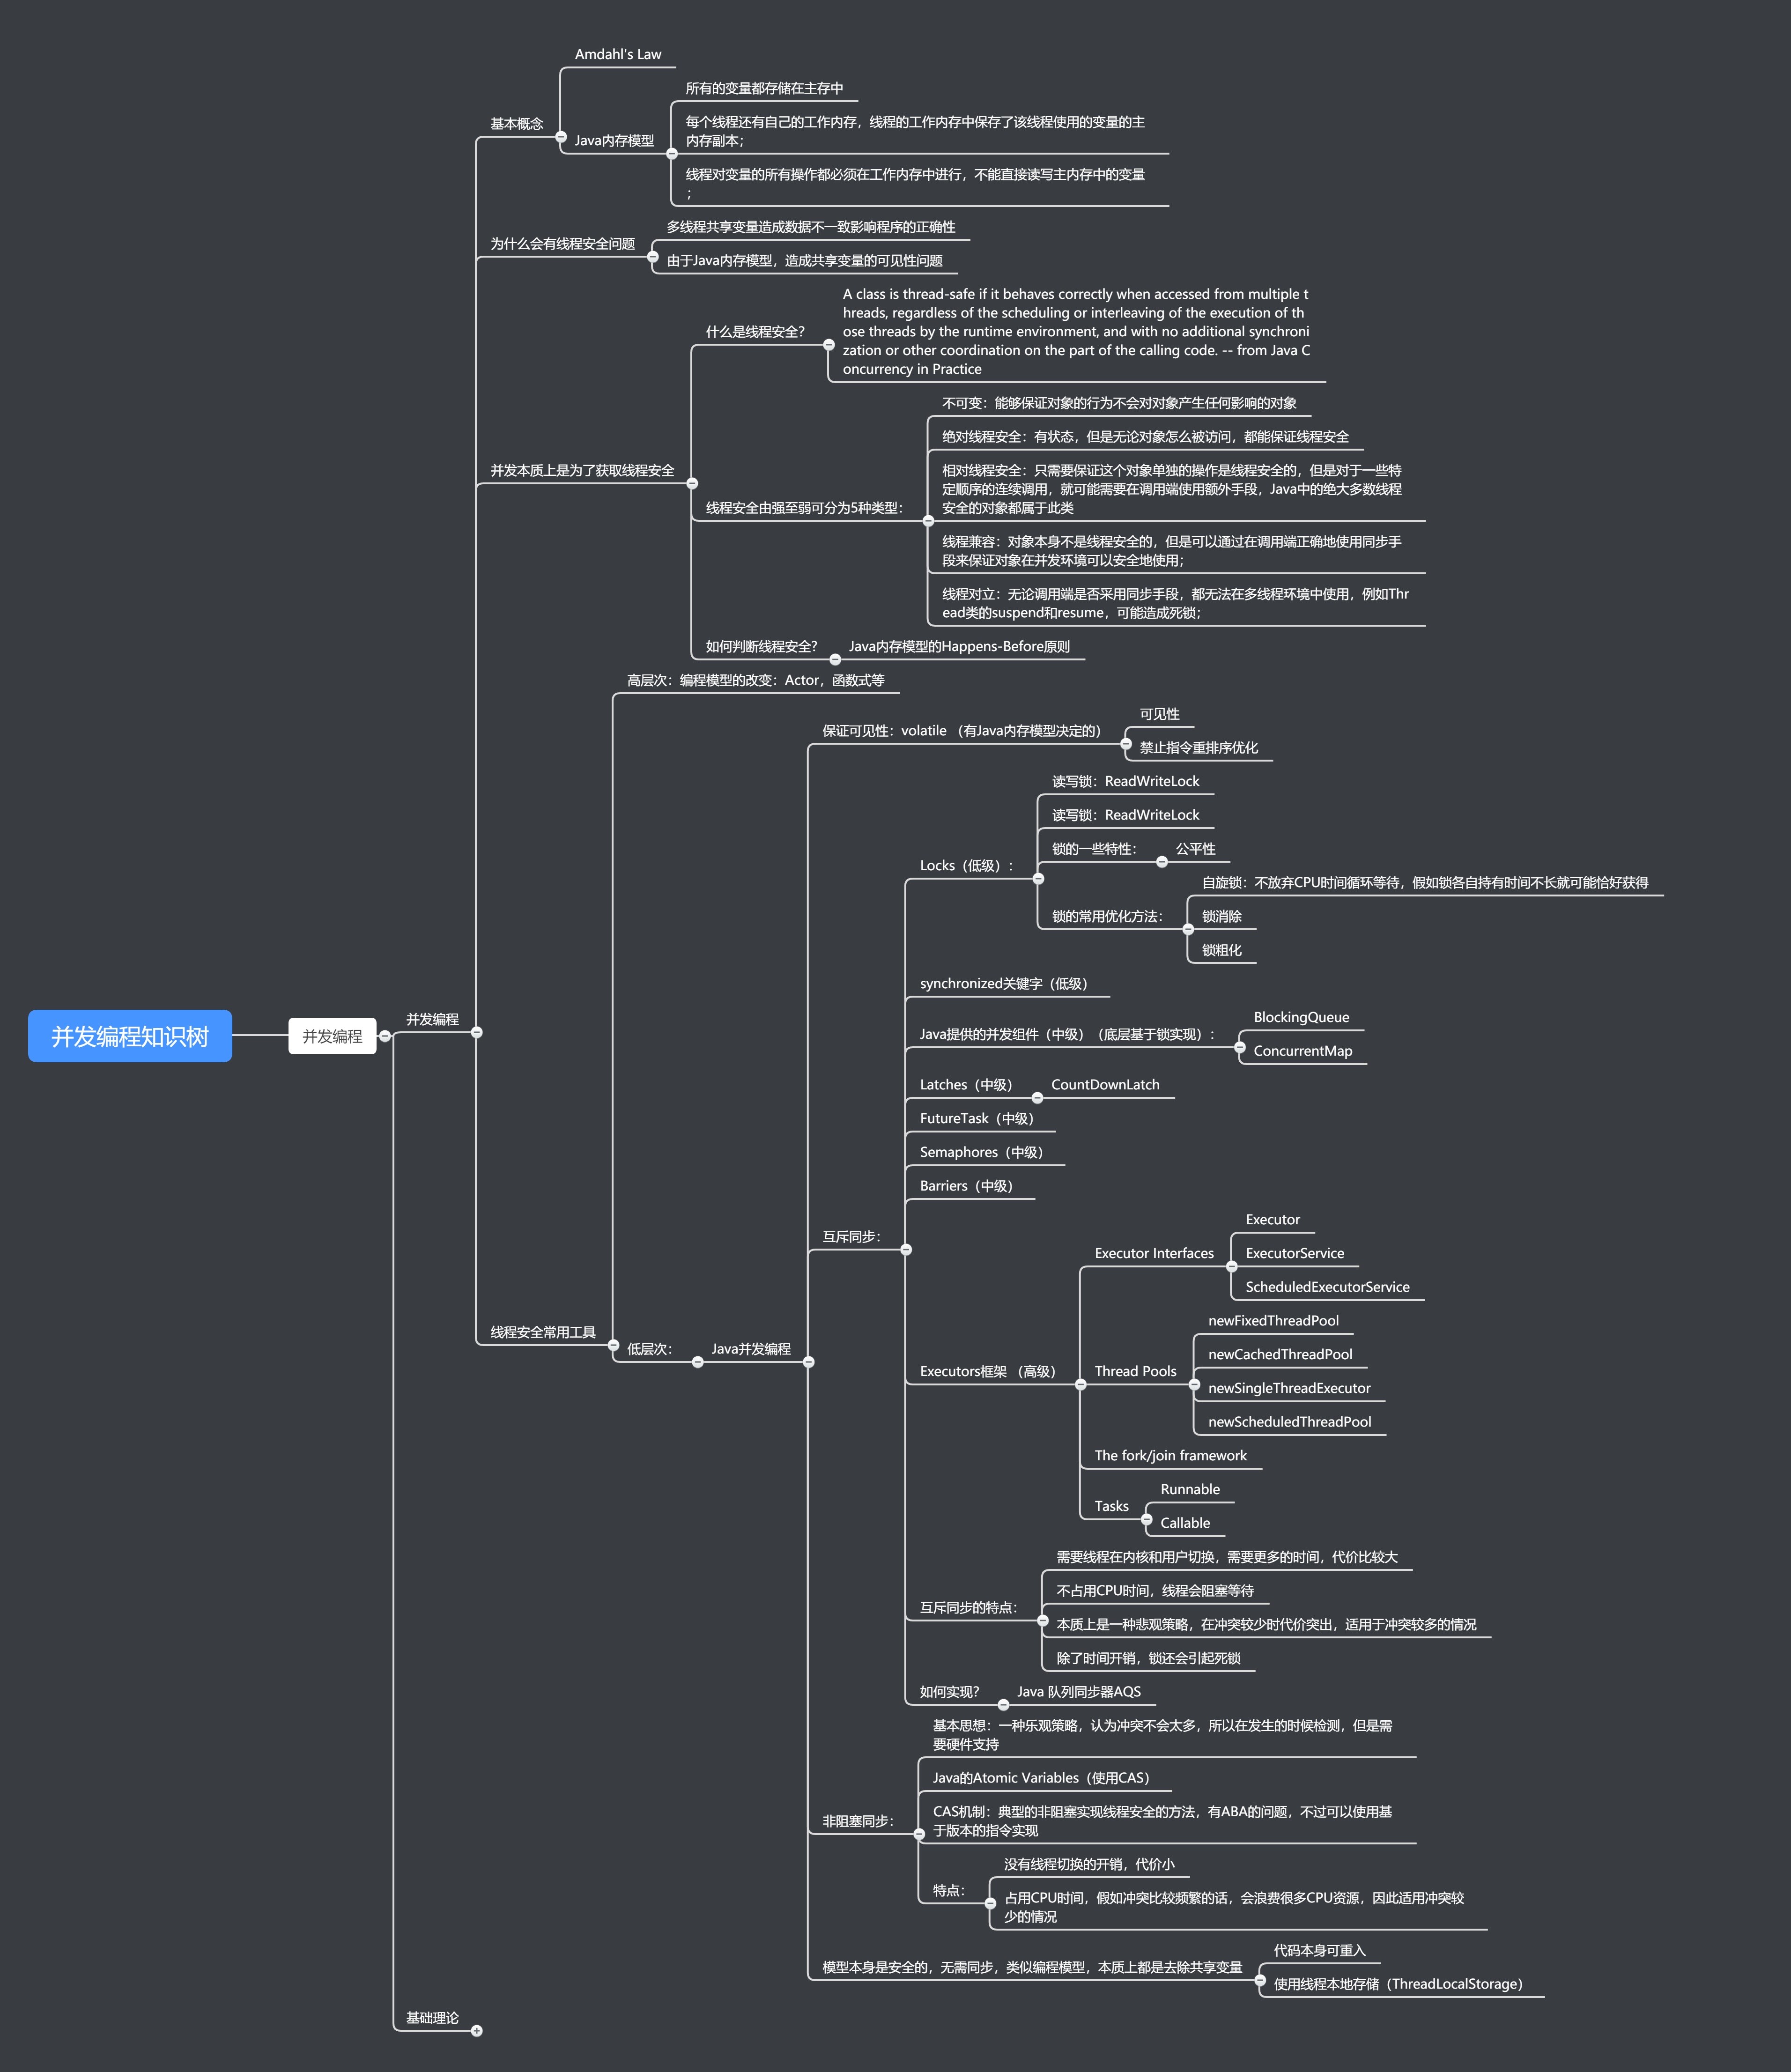 Amdahl's Law
所有的变量都存储在主存中
基本概念
每个线程还有自己的工作内存，线程的工作内存中保存了该线程使用的变量的主
内存副本；
Java内存模型
线程对变量的所有操作都必须在工作内存中进行，不能直接读写主内存中的变量
；
多线程共享变量造成数据不一致影响程序的正确性
为什么会有线程安全问题
由于Java内存模型，造成共享变量的可见性问题
A class is thread-safe if it behaves correctly when accessed from multiple t
hreads, regardless of the scheduling or interleaving of the execution of th
什么是线程安全？
ose threads by the runtime environment, and with no additional synchroni
zation or other coordination on the part of the calling code. -- from Java C
oncurrency in Practice
不可变：能够保证对象的行为不会对对象产生任何影响的对象
绝对线程安全：有状态，但是无论对象怎么被访问，都能保证线程安全
并发本质上是为了获取线程安全
相对线程安全：只需要保证这个对象单独的操作是线程安全的，但是对于一些特
定顺序的连续调用，就可能需要在调用端使用额外手段，Java中的绝大多数线程
安全的对象都属于此类
线程安全由强至弱可分为5种类型：
线程兼容：对象本身不是线程安全的，但是可以通过在调用端正确地使用同步手
段来保证对象在并发环境可以安全地使用；
线程对立：无论调用端是否采用同步手段，都无法在多线程环境中使用，例如Thr
ead类的suspend和resume，可能造成死锁；
如何判断线程安全？
Java内存模型的Happens-Before原则
高层次：编程模型的改变：Actor，函数式等
可见性
保证可见性：volatile （有Java内存模型决定的）
禁止指令重排序优化
读写锁：ReadWriteLock
读写锁：ReadWriteLock
锁的一些特性：
公平性
Locks（低级）：
自旋锁：不放弃CPU时间循环等待，假如锁各自持有时间不长就可能恰好获得
锁的常用优化方法：
锁消除
锁粗化
synchronized关键字（低级）
并发编程知识树
并发编程
并发编程
BlockingQueue
Java提供的并发组件（中级）（底层基于锁实现）：
ConcurrentMap
Latches（中级）
CountDownLatch
FutureTask（中级）
Semaphores（中级）
Barriers（中级）
互斥同步：
Executor
Executor Interfaces
ExecutorService
ScheduledExecutorService
newFixedThreadPool
线程安全常用工具
低层次：
Java并发编程
newCachedThreadPool
Executors框架 （高级）
Thread Pools
newSingleThreadExecutor
newScheduledThreadPool
The fork/join framework
Runnable
Tasks
Callable
需要线程在内核和用户切换，需要更多的时间，代价比较大
不占用CPU时间，线程会阻塞等待
互斥同步的特点：
本质上是一种悲观策略，在冲突较少时代价突出，适用于冲突较多的情况
除了时间开销，锁还会引起死锁
如何实现？
Java 队列同步器AQS
基本思想：一种乐观策略，认为冲突不会太多，所以在发生的时候检测，但是需
要硬件支持
Java的Atomic Variables（使用CAS）
非阻塞同步：
CAS机制：典型的非阻塞实现线程安全的方法，有ABA的问题，不过可以使用基
于版本的指令实现
没有线程切换的开销，代价小
特点：
占用CPU时间，假如冲突比较频繁的话，会浪费很多CPU资源，因此适用冲突较
少的情况
代码本身可重入
模型本身是安全的，无需同步，类似编程模型，本质上都是去除共享变量
使用线程本地存储（ThreadLocalStorage）
基础理论